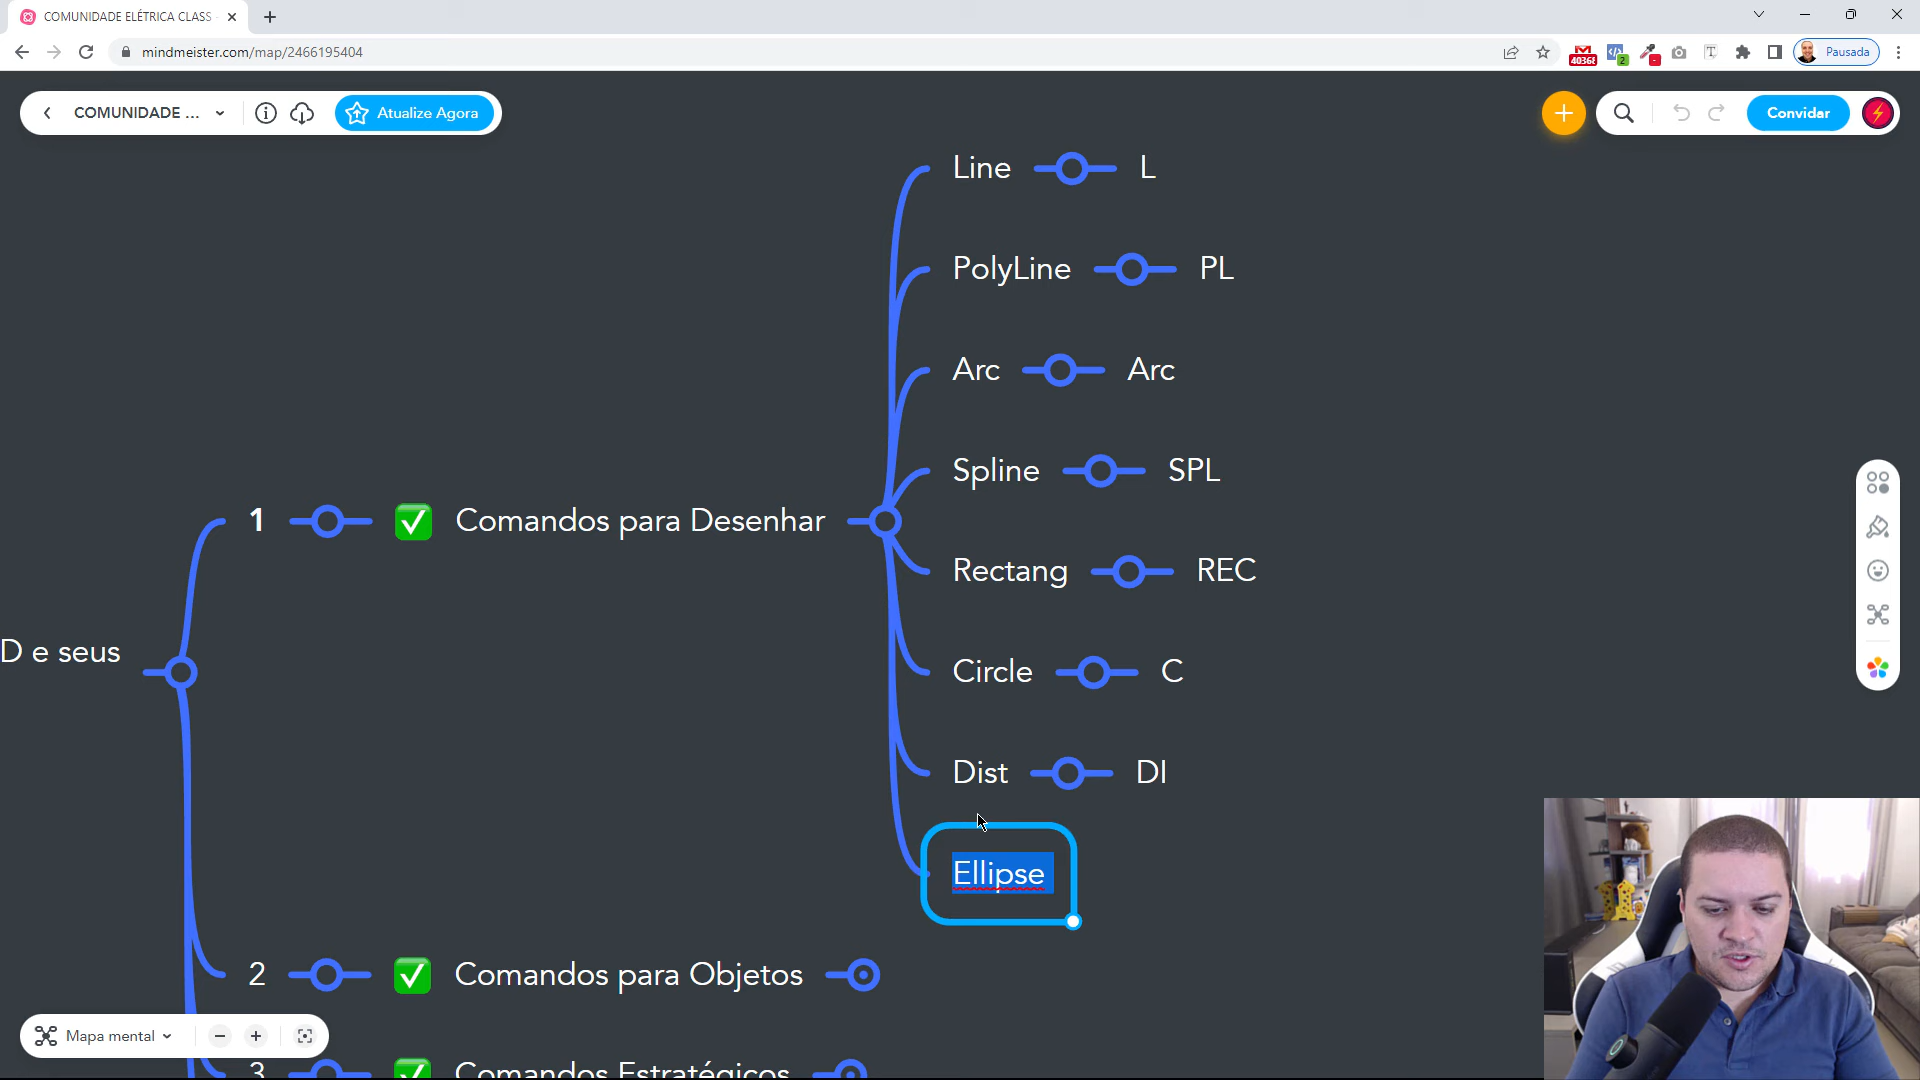 COMUNIDADE ELÉTRICA CLASS
mindmeister.com/map/2466195404
Pausada
COMUNIDADE ...
Atualize Agora
Convidar
Line L
PolyLine PL
Arc Arc
Spline SPL
1 Comandos para Desenhar
Rectang REC
D e seus
Circle C
Dist DI
Ellipse
2 Comandos para Objetos
Mapa mental
3 Comandos Estratégicos